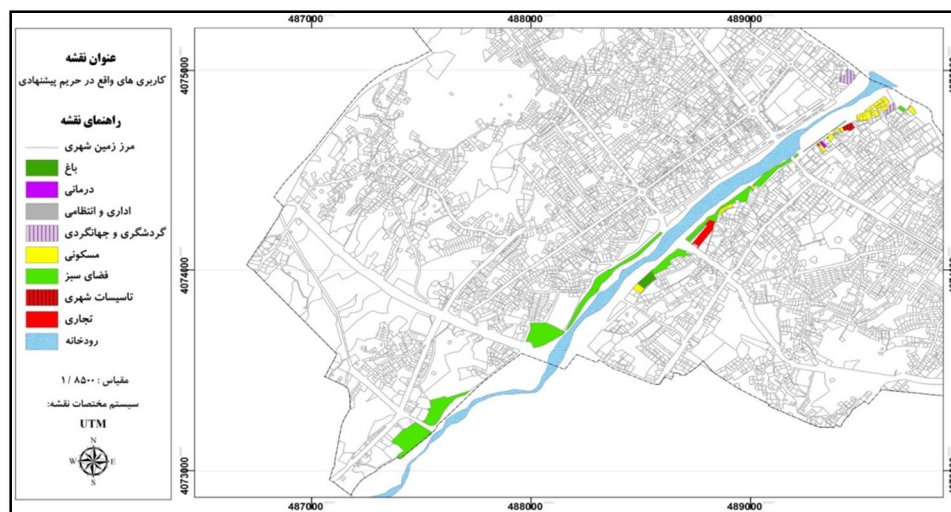 عنوان نقشه
کاربری های واقع در حریم پیشنهادی
راهنمای نقشه
مرز زمین شهری
باغ
درمانی
اداری و انتظامی
گردشگری و جهانگردی
مسکونی
فضای سبز
تاسیسات شهری
تجاری
رودخانه
مقیاس : ۸۵۰۰ / ۱
سیستم مختصات نقشه:
UTM
N
W E
S
487000 488000 489000
4075000
4074000
4073000
487000 488000 489000